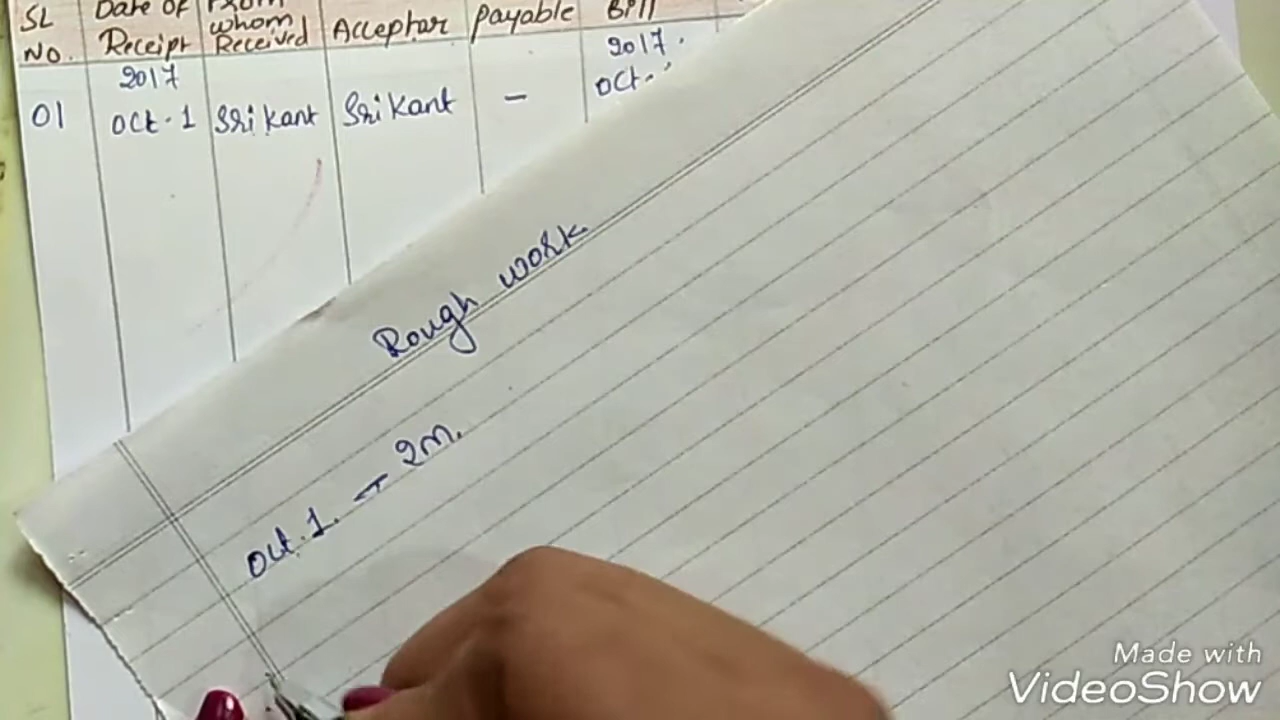 SL Date of From Payable Bill
No. Receipt whom Received Acceptor
2017 2017.
01 Oct. 1 Srikant Srikant – Oct.
Rough work
Oct. 1. – 2m.
Made with
VideoShow